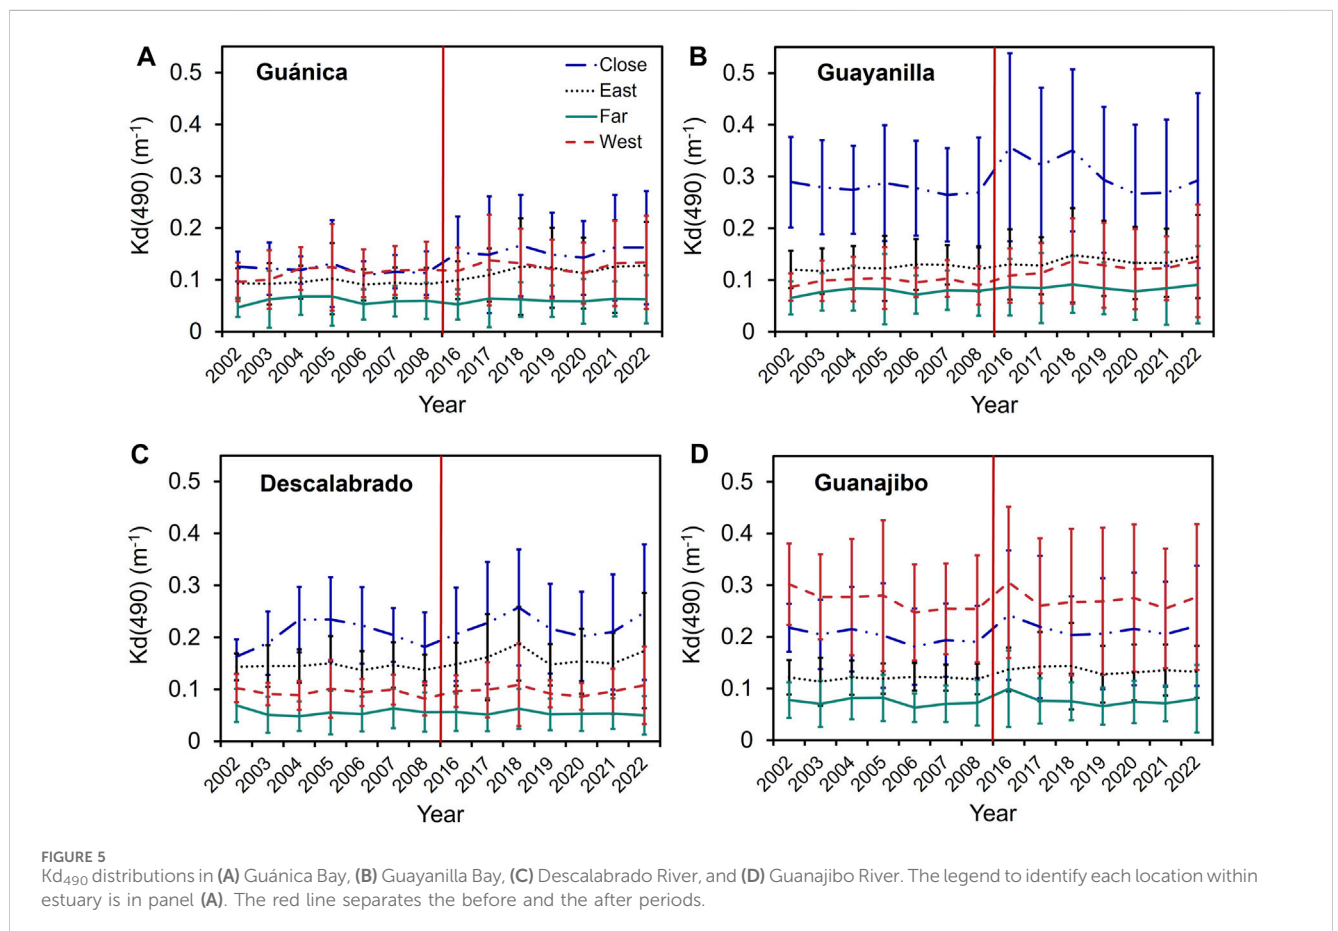 A
Guánica
Close
East
Far
West
Kd(490) (m-1)
0.5
0.4
0.3
0.2
0.1
0
2002 2003 2004 2005 2006 2007 2008 2016 2017 2018 2019 2020 2021 2022
Year
B
Guayanilla
Kd(490) (m-1)
0.5
0.4
0.3
0.2
0.1
0
2002 2003 2004 2005 2006 2007 2008 2016 2017 2018 2019 2020 2021 2022
Year
C
Descalabrado
Kd(490) (m-1)
0.5
0.4
0.3
0.2
0.1
0
2002 2003 2004 2005 2006 2007 2008 2016 2017 2018 2019 2020 2021 2022
Year
D
Guanajibo
Kd(490) (m-1)
0.5
0.4
0.3
0.2
0.1
0
2002 2003 2004 2005 2006 2007 2008 2016 2017 2018 2019 2020 2021 2022
Year
FIGURE 5
Kd490 distributions in (A) Guánica Bay, (B) Guayanilla Bay, (C) Descalabrado River, and (D) Guanajibo River. The legend to identify each location within
estuary is in panel (A). The red line separates the before and the after periods.